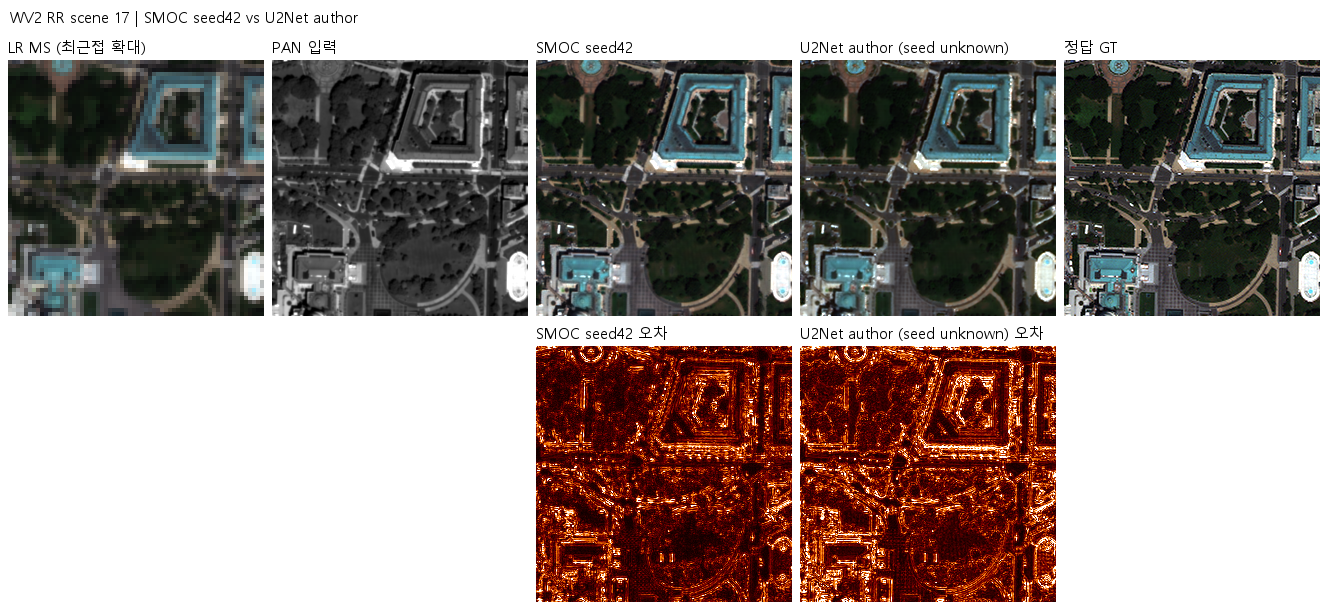 WV2 RR scene 17 | SMOC seed42 vs U2Net author
LR MS (최근접 확대)
PAN 입력
SMOC seed42
U2Net author (seed unknown)
정답 GT
SMOC seed42 오차
U2Net author (seed unknown) 오차